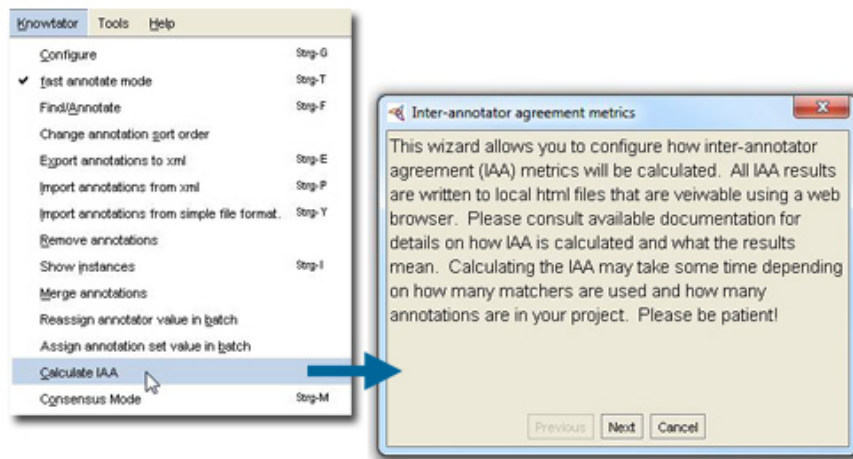 Knowtator Tools Help
Configure Strg-G
✔ fast annotate mode Strg-T
Find/Annotate Strg-F
Change annotation sort order
Export annotations to xml Strg-E
Import annotations from xml Strg-P
Import annotations from simple file format. Strg-Y
Remove annotations
Show instances Strg-I
Merge annotations
Reassign annotator value in batch
Assign annotation set value in batch
Calculate IAA
Consensus Mode Strg-M
Inter-annotator agreement metrics
This wizard allows you to configure how inter-annotator
agreement (IAA) metrics will be calculated. All IAA results
are written to local html files that are veiwable using a web
browser. Please consult available documentation for
details on how IAA is calculated and what the results
mean. Calculating the IAA may take some time depending
on how many matchers are used and how many
annotations are in your project. Please be patient!
Previous Next Cancel